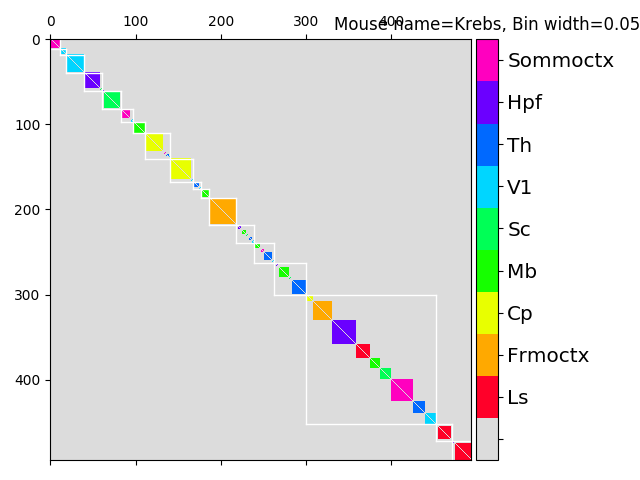 Mouse name=Krebs, Bin width=0.05
0 100 200 300 400
0
100
200
300
400
Sommoctx
Hpf
Th
V1
Sc
Mb
Cp
Frmoctx
Ls